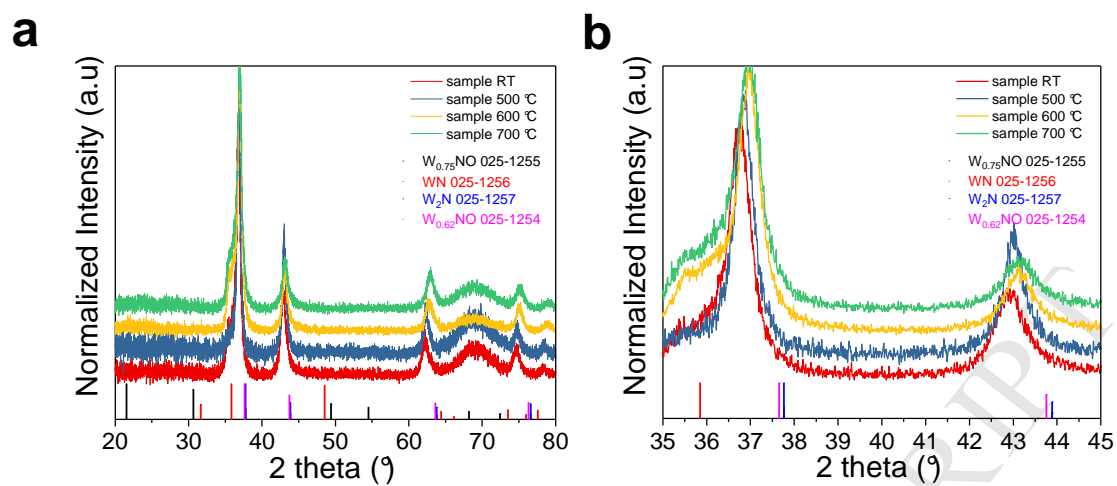 a
Normalized Intensity (a.u)
sample RT
sample 500 °C
sample 600 °C
sample 700 °C
W0.75NO 025-1255
WN 025-1256
W2N 025-1257
W0.62NO 025-1254
20 30 40 50 60 70 80
2 theta (°)
b
Normalized Intensity (a.u)
sample RT
sample 500 °C
sample 600 °C
sample 700 °C
W0.75NO 025-1255
WN 025-1256
W2N 025-1257
W0.62NO 025-1254
35 36 37 38 39 40 41 42 43 44 45
2 theta (°)